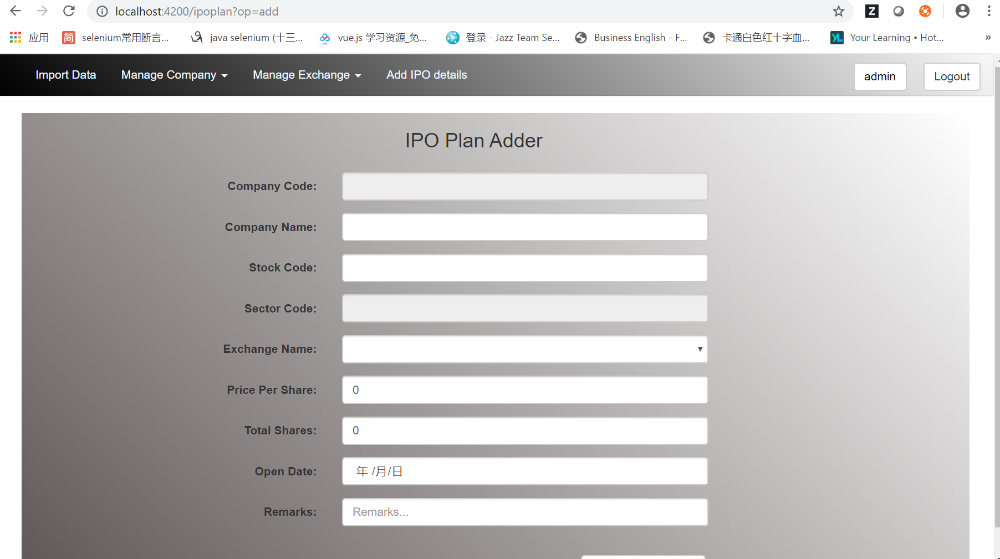 localhost:4200/ipoplan?op=add
应用 简 selenium常用断言... java selenium (十三... vue.js 学习资源_免... 登录 - Jazz Team Se... Business English - F... 卡通白色红十字血... YL Your Learning • Hot... »
Import Data Manage Company Manage Exchange Add IPO details admin Logout
IPO Plan Adder
Company Code:
Company Name:
Stock Code:
Sector Code:
Exchange Name:
Price Per Share: 0
Total Shares: 0
Open Date: 年 /月/日
Remarks: Remarks...